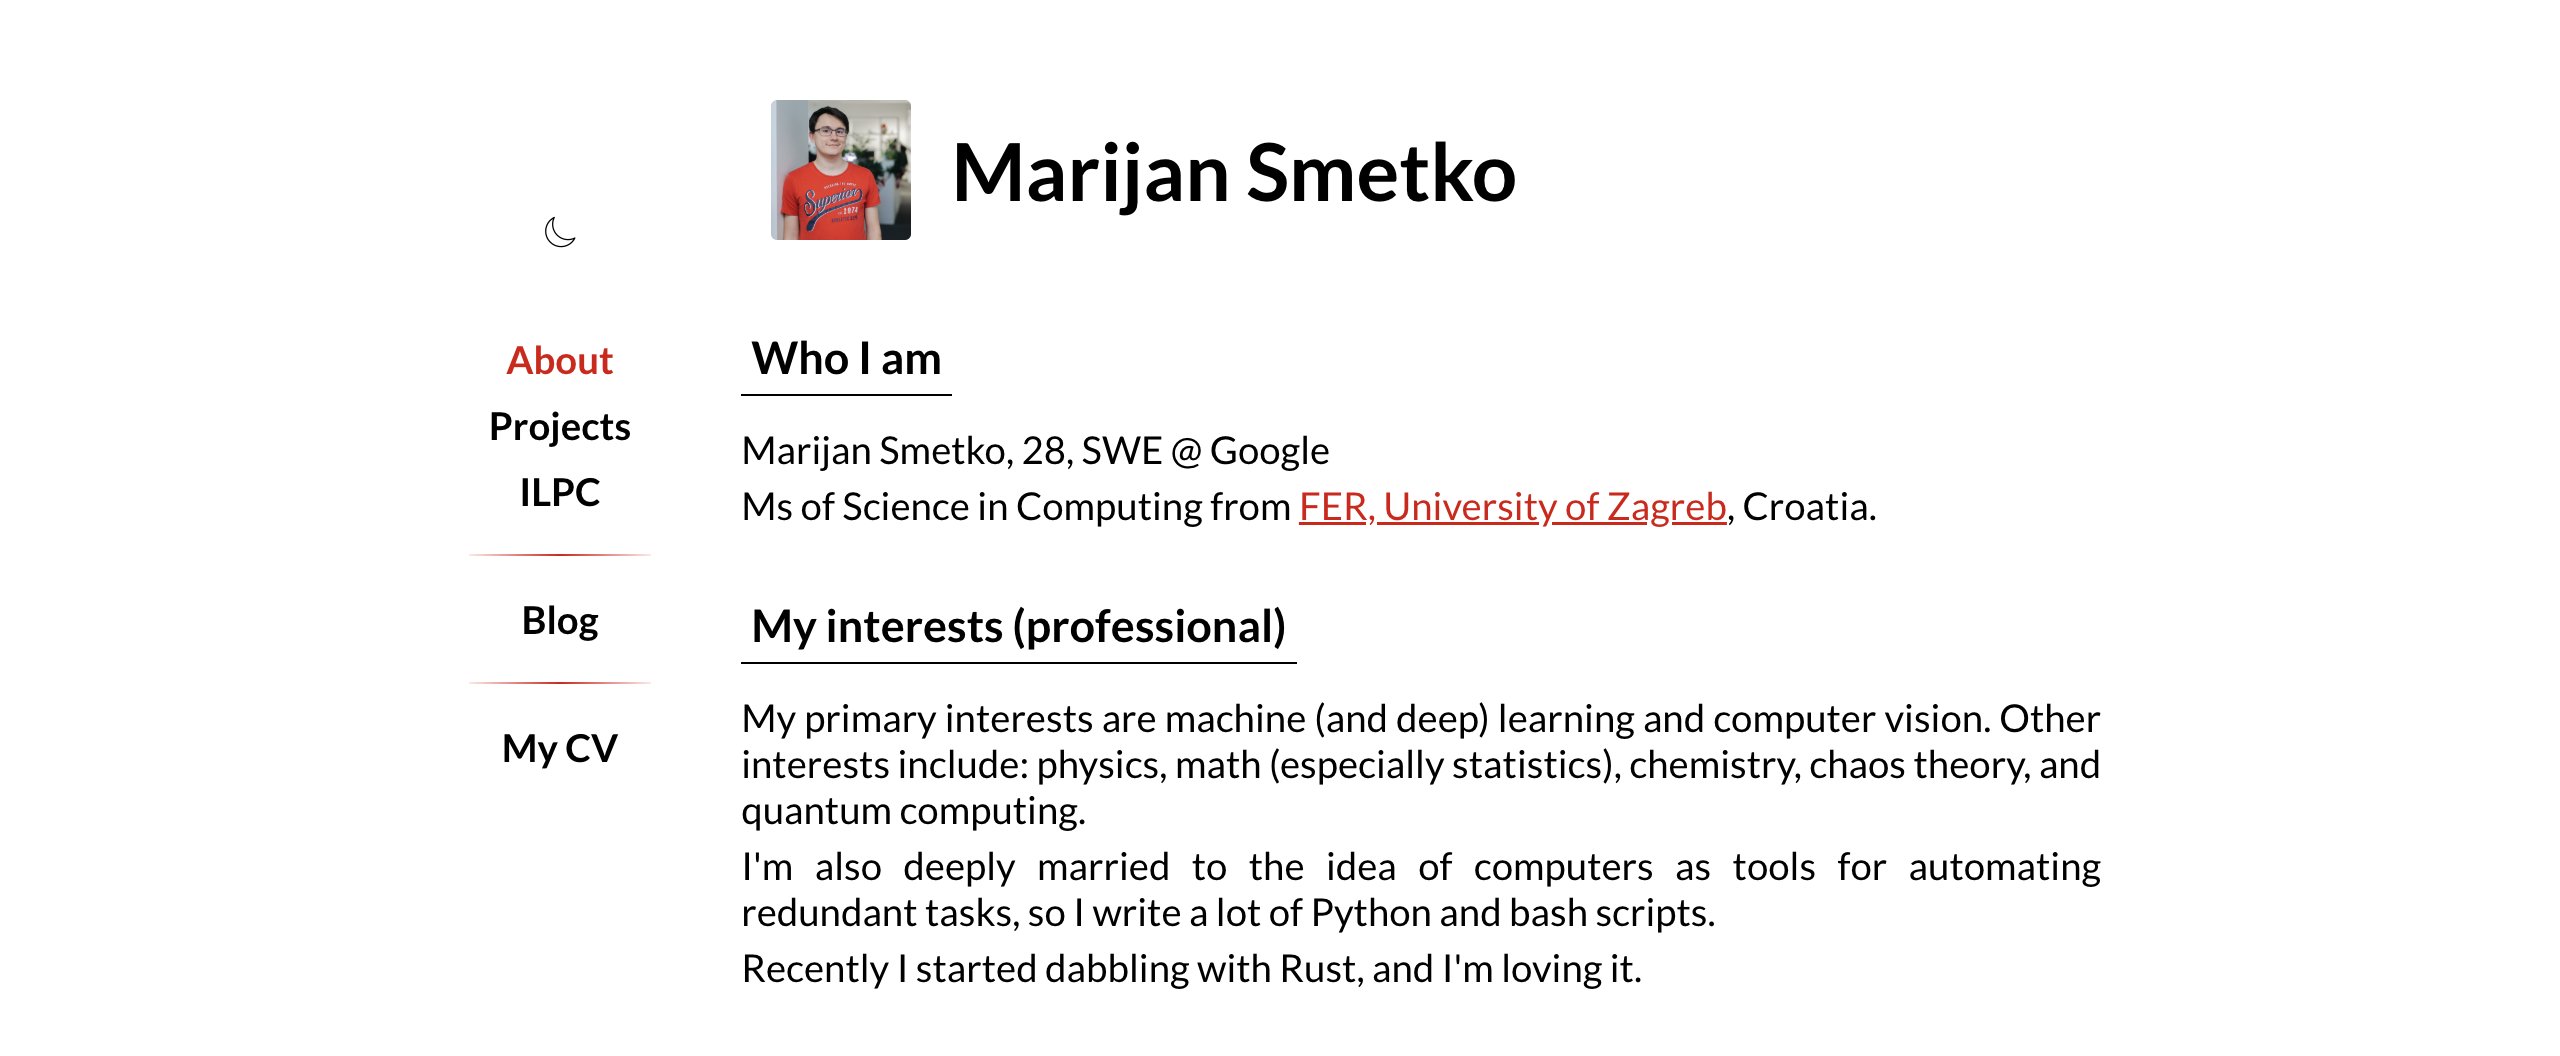 Superior
1974
Marijan Smetko
About
Projects
ILPC
Blog
My CV
Who I am
Marijan Smetko, 28, SWE @ Google
Ms of Science in Computing from FER, University of Zagreb, Croatia.
My interests (professional)
My primary interests are machine (and deep) learning and computer vision. Other
interests include: physics, math (especially statistics), chemistry, chaos theory, and
quantum computing.
I'm also deeply married to the idea of computers as tools for automating
redundant tasks, so I write a lot of Python and bash scripts.
Recently I started dabbling with Rust, and I'm loving it.